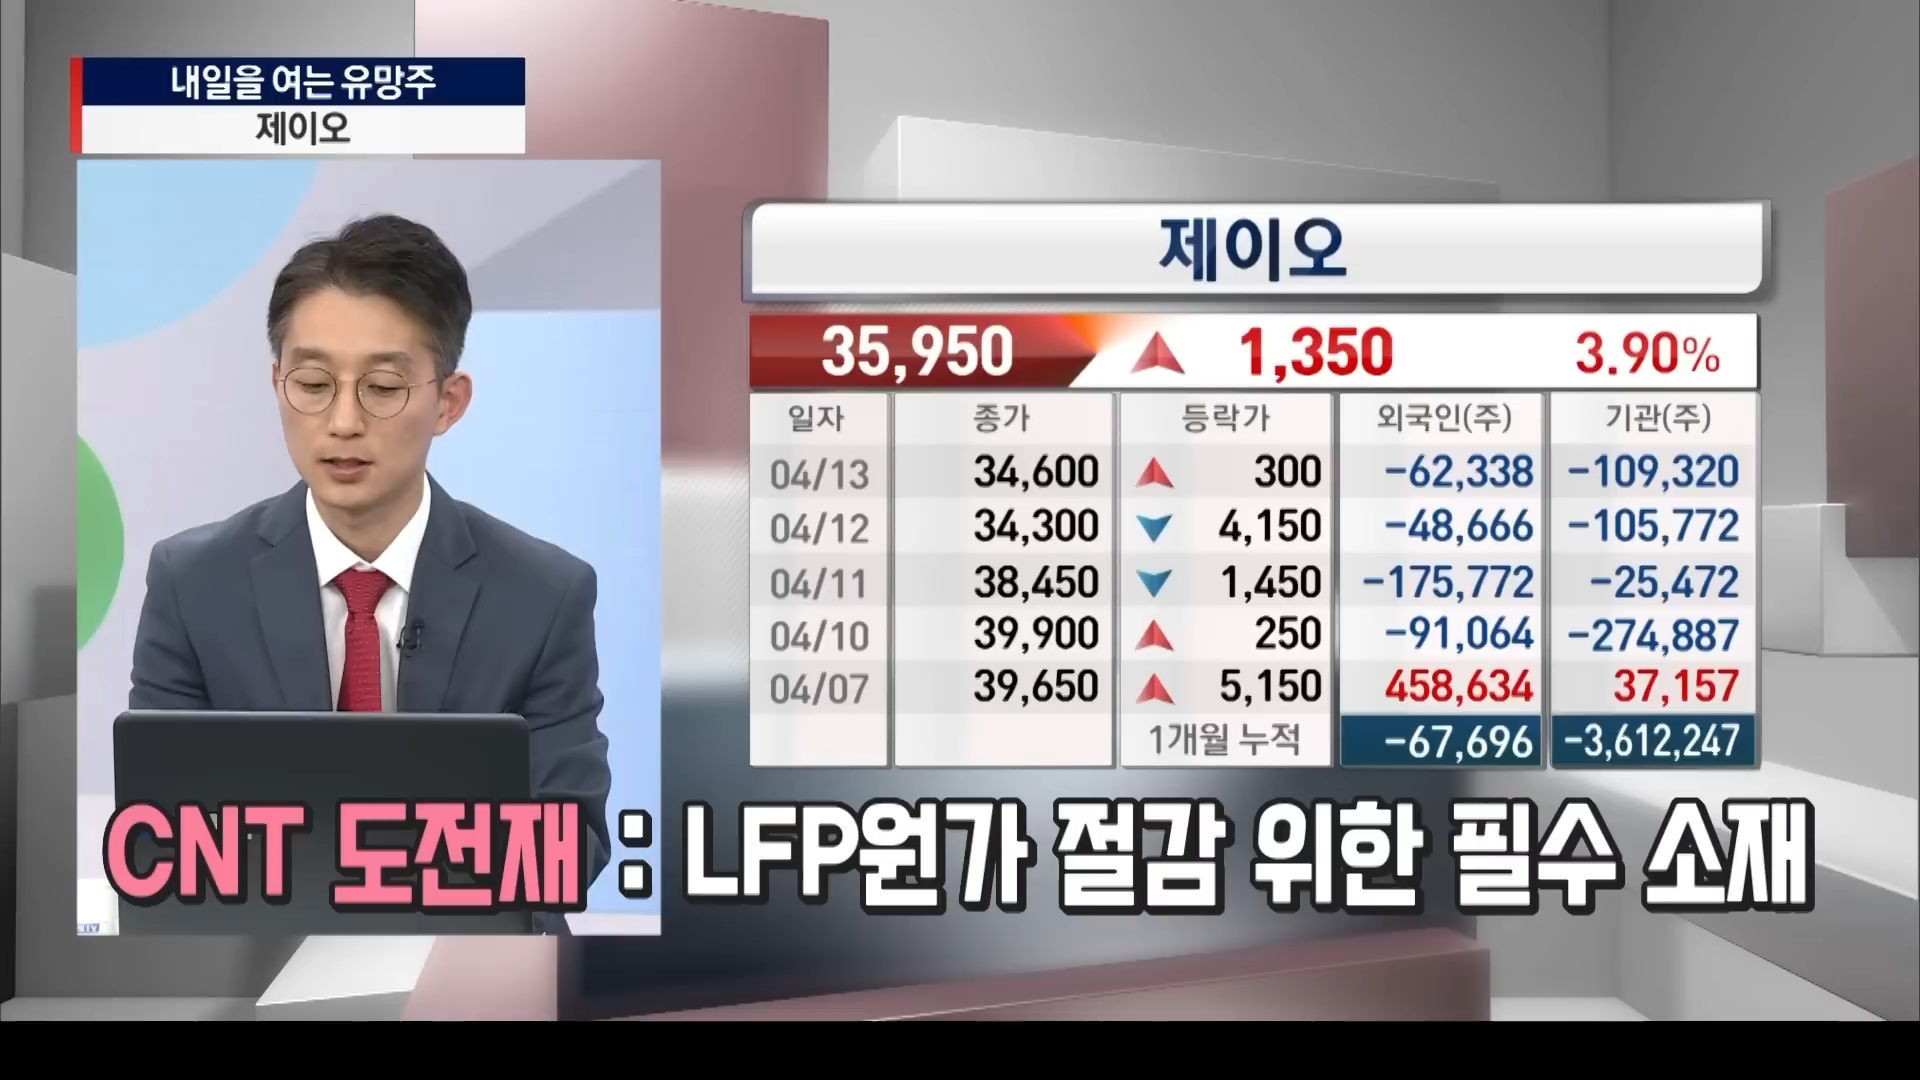 내일을 여는 유망주
제이오
제이오
35,950 ▲ 1,350 3.90%
일자 종가 등락가 외국인(주) 기관(주)
04/13 34,600 ▲ 300 -62,338 -109,320
04/12 34,300 ▼ 4,150 -48,666 -105,772
04/11 38,450 ▼ 1,450 -175,772 -25,472
04/10 39,900 ▲ 250 -91,064 -274,887
04/07 39,650 ▲ 5,150 458,634 37,157
1개월 누적 -67,696 -3,612,247
CNT 도전재 : LFP원가 절감 위한 필수 소재